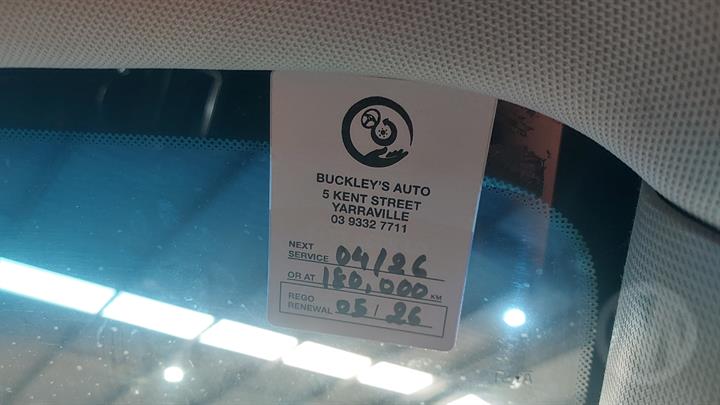 BUCKLEY'S AUTO
5 KENT STREET
YARRAVILLE
03 9332 7711
NEXT SERVICE 04/26
OR AT 180,000 KM
REGO RENEWAL 05/26